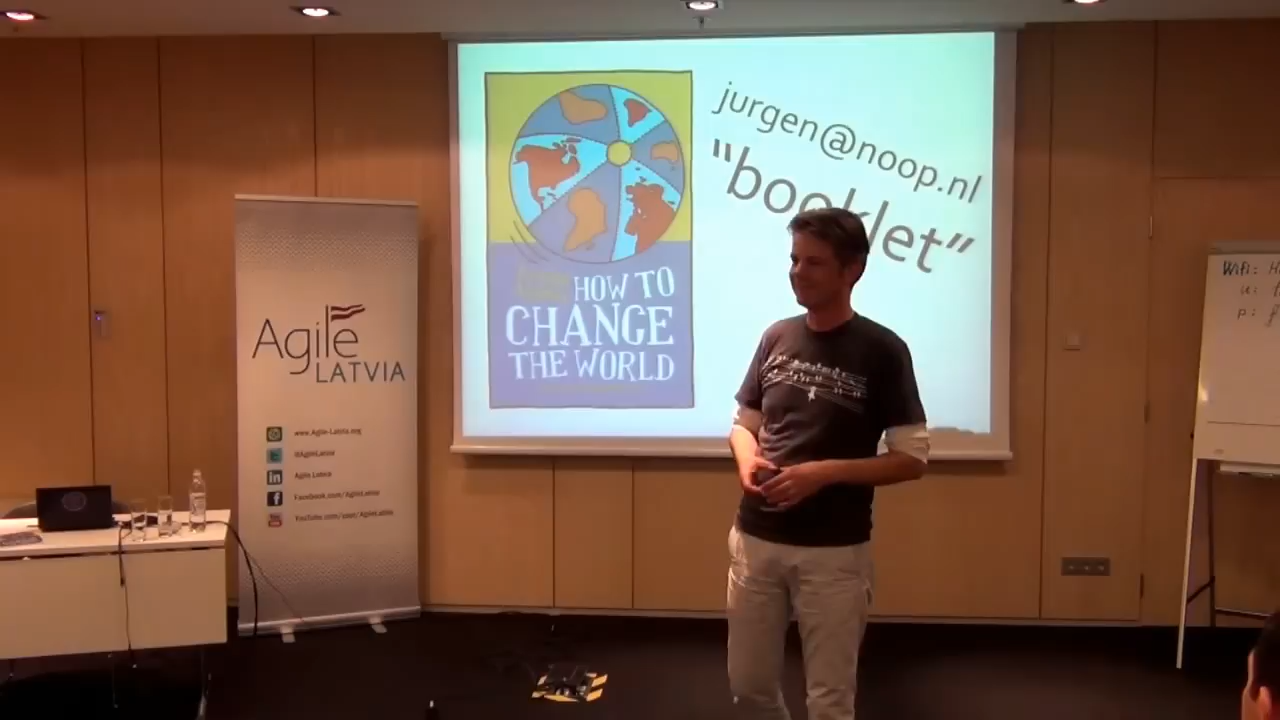 jurgen@noop.nl
"booklet"
HOW TO
CHANGE
THE WORLD
Agile
LATVIA
www.Agile-Latvia.org
@AgileLatvia
Agile Latvia
Facebook.com/AgileLatvia
YouTube.com/user/AgileLatvia
Wifi:
u:
p: